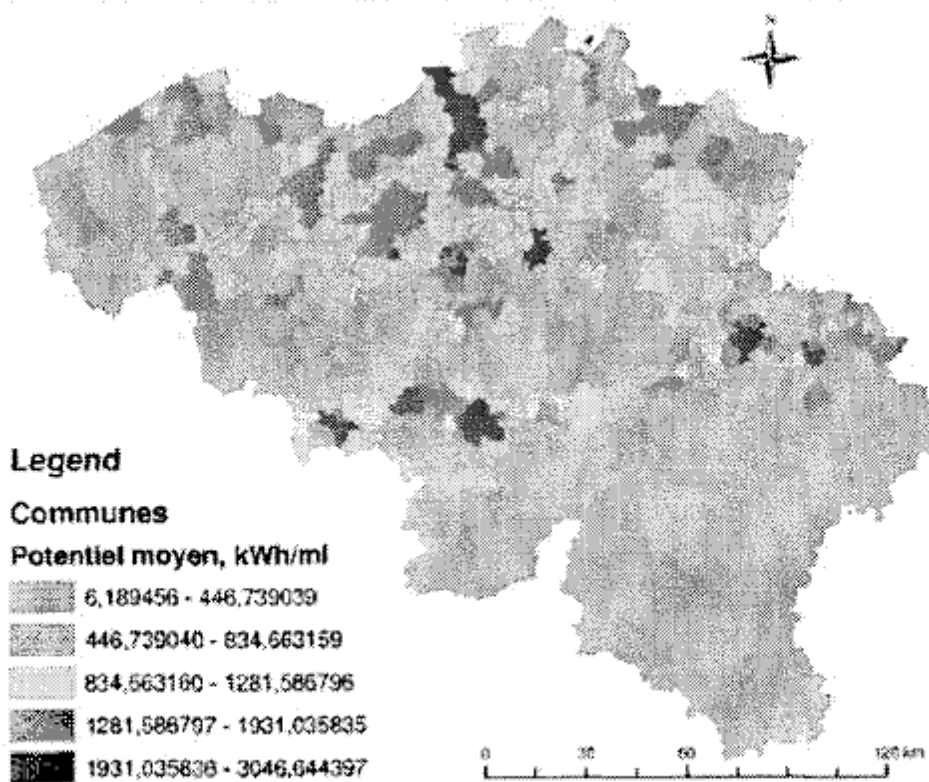 N
Legend
Communes
Potentiel moyen, kWh/ml
6,189456 - 446,739039
446,739040 - 834,663159
834,663160 - 1281,586796
1281,586797 - 1931,035835
1931,035836 - 3046,644397
0 30 60 120 km